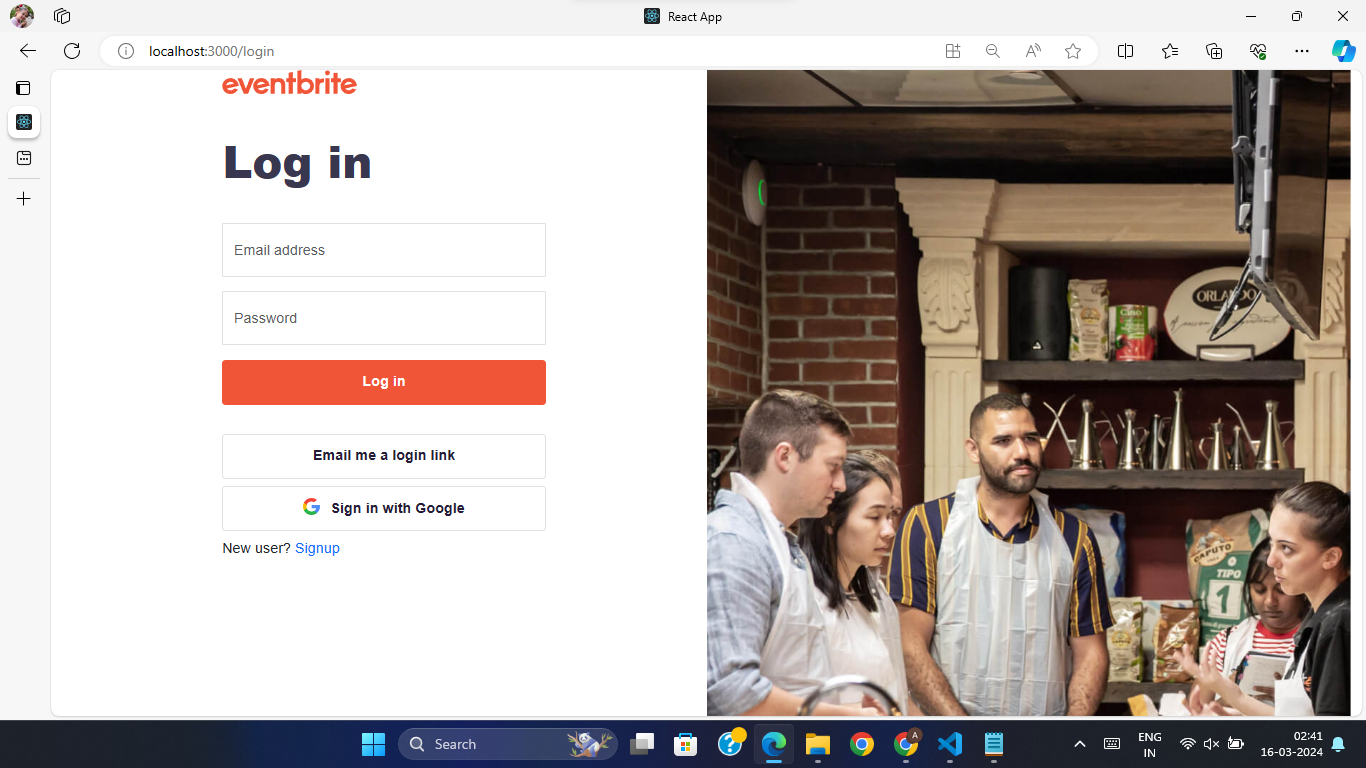 React App
localhost:3000/login
eventbrite
Log in
Email address
Password
Log in
Email me a login link
Sign in with Google
New user? Signup
ORLANDO
CAPUTO
TIPO
1
Search
A
ENG
IN
02:41
16-03-2024